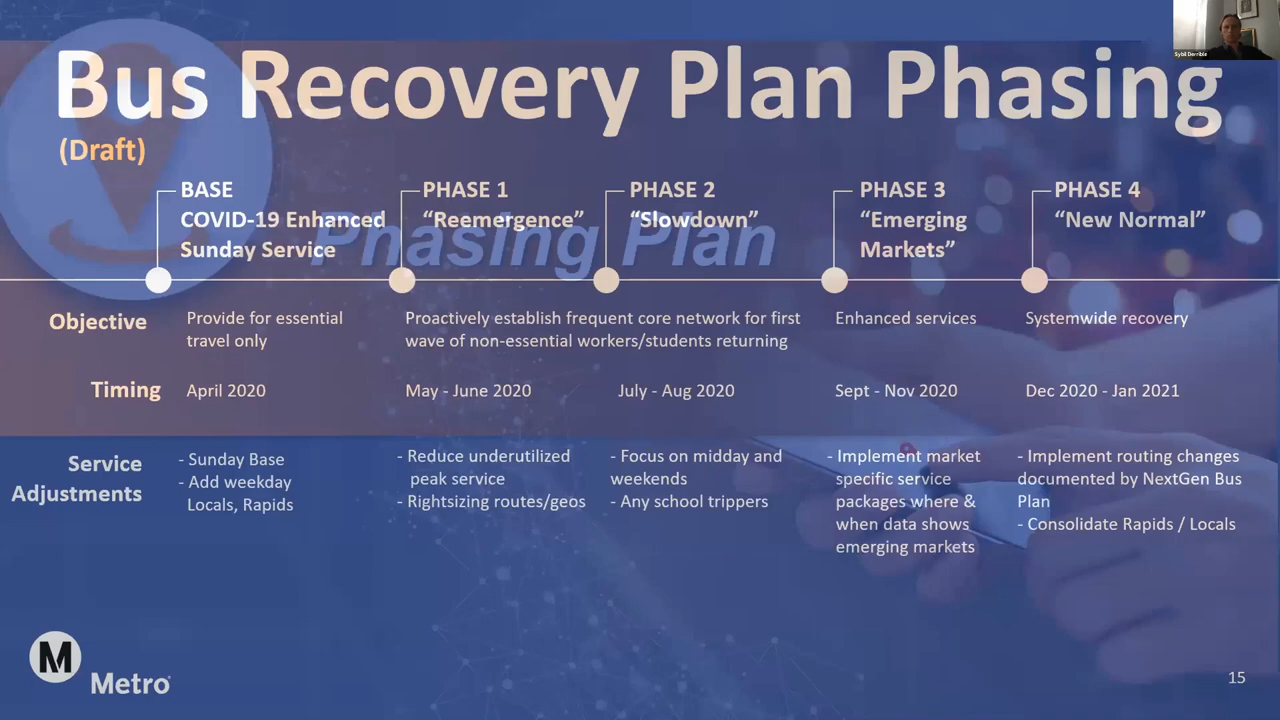 Sybil Derrible
Bus Recovery Plan Phasing
(Draft)
Phasing Plan
BASE
COVID-19 Enhanced
Sunday Service
PHASE 1
“Reemergence”
PHASE 2
“Slowdown”
PHASE 3
“Emerging
Markets”
PHASE 4
“New Normal”
Objective
Provide for essential
travel only
Proactively establish frequent core network for first
wave of non-essential workers/students returning
Enhanced services
Systemwide recovery
Timing
April 2020
May - June 2020
July - Aug 2020
Sept - Nov 2020
Dec 2020 - Jan 2021
Service
Adjustments
- Sunday Base
- Add weekday
Locals, Rapids
- Reduce underutilized
peak service
- Rightsizing routes/geos
- Focus on midday and
weekends
- Any school trippers
- Implement market
specific service
packages where &
when data shows
emerging markets
- Implement routing changes
documented by NextGen Bus
Plan
- Consolidate Rapids / Locals
M
Metro
15